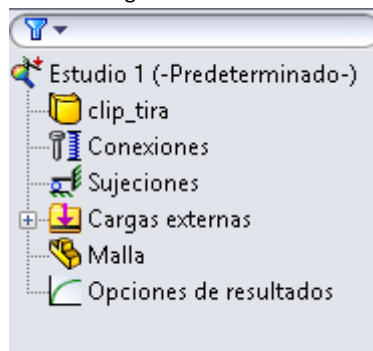 Estudio 1 (-Predeterminado-)
clip_tira
Conexiones
Sujeciones
Cargas externas
Malla
Opciones de resultados